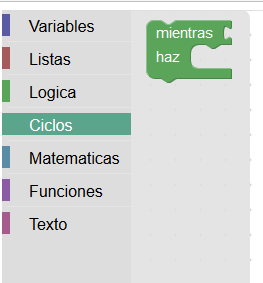 Variables
Listas
Logica
Ciclos
Matematicas
Funciones
Texto
mientras
haz